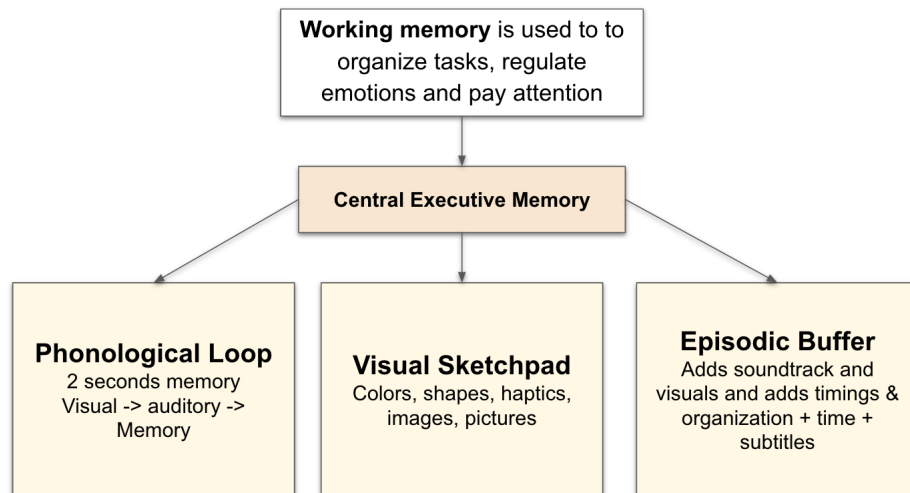 Working memory is used to to
organize tasks, regulate
emotions and pay attention
Central Executive Memory
Phonological Loop
2 seconds memory
Visual -> auditory ->
Memory
Visual Sketchpad
Colors, shapes, haptics,
images, pictures
Episodic Buffer
Adds soundtrack and
visuals and adds timings &
organization + time +
subtitles